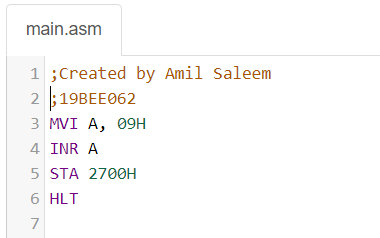 main.asm
1 ;Created by Amil Saleem
2 ;19BEE062
3 MVI A, 09H
4 INR A
5 STA 2700H
6 HLT
7